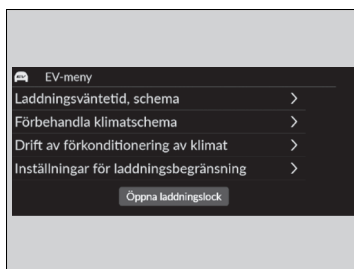 EV-meny
Laddningsväntetid, schema
Förbehandla klimatschema
Drift av förkonditionering av klimat
Inställningar för laddningsbegränsning
Öppna laddningslock